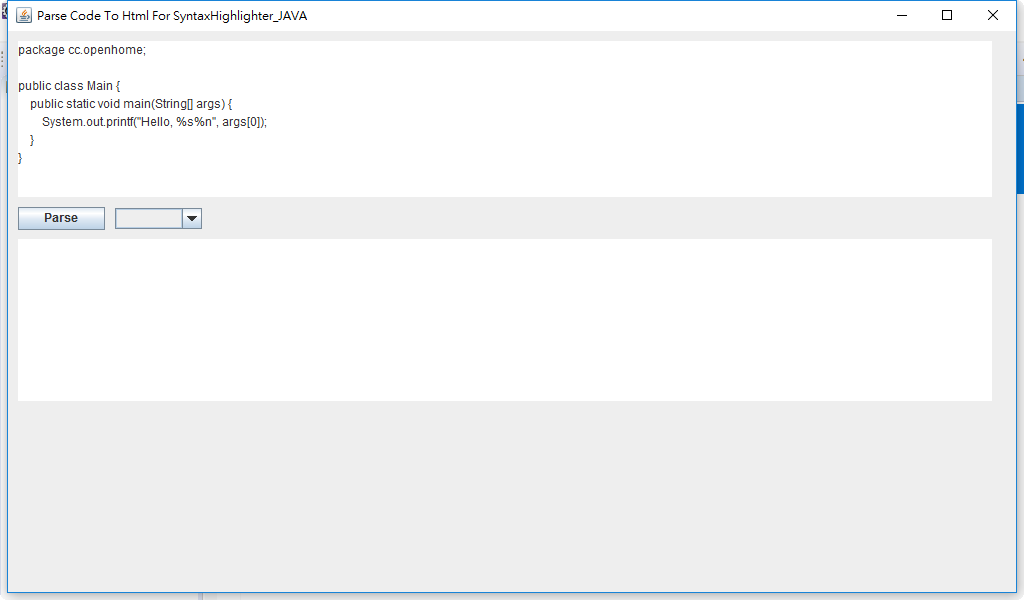 Parse Code To Html For SyntaxHighlighter_JAVA
package cc.openhome;
public class Main {
    public static void main(String[] args) {
        System.out.printf("Hello, %s%n", args[0]);
    }
}
Parse